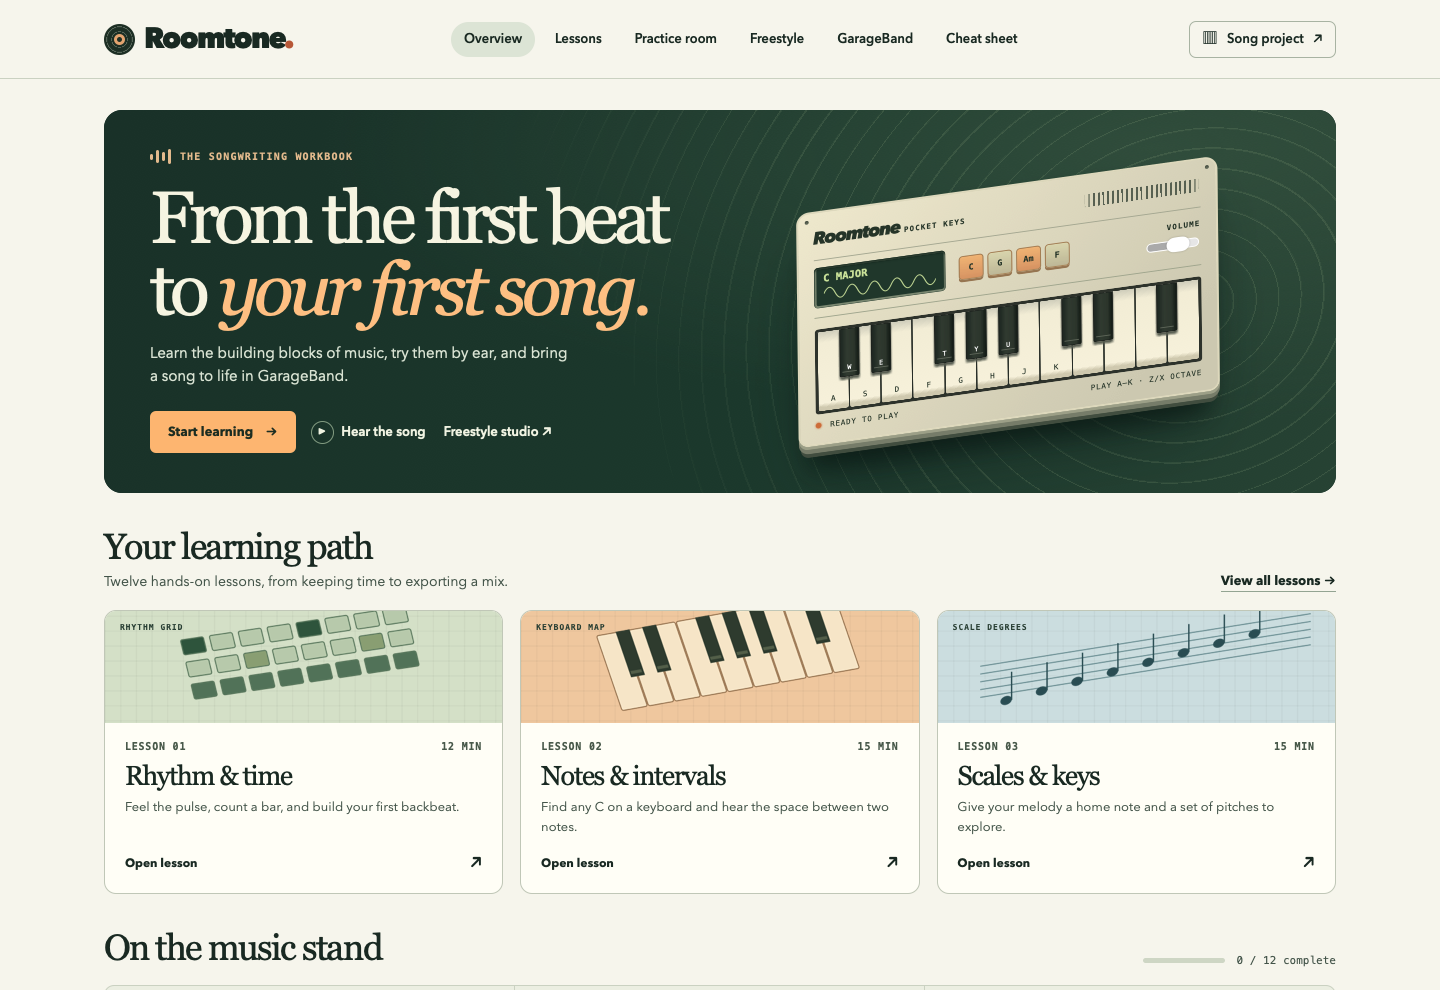 Roomtone.
Overview
Lessons
Practice room
Freestyle
GarageBand
Cheat sheet
Song project
THE SONGWRITING WORKBOOK
From the first beat
to your first song.
Learn the building blocks of music, try them by ear, and bring
a song to life in GarageBand.
Start learning
Hear the song
Freestyle studio
Roomtone POCKET KEYS
VOLUME
C MAJOR
C G Am F
W E T Y U
A S D F G H J K
READY TO PLAY
PLAY A–K · Z/X OCTAVE
Your learning path
Twelve hands-on lessons, from keeping time to exporting a mix.
View all lessons
RHYTHM GRID
LESSON 01
12 MIN
Rhythm & time
Feel the pulse, count a bar, and build your first backbeat.
Open lesson
KEYBOARD MAP
LESSON 02
15 MIN
Notes & intervals
Find any C on a keyboard and hear the space between two
notes.
Open lesson
SCALE DEGREES
LESSON 03
15 MIN
Scales & keys
Give your melody a home note and a set of pitches to
explore.
Open lesson
On the music stand
0 / 12 complete